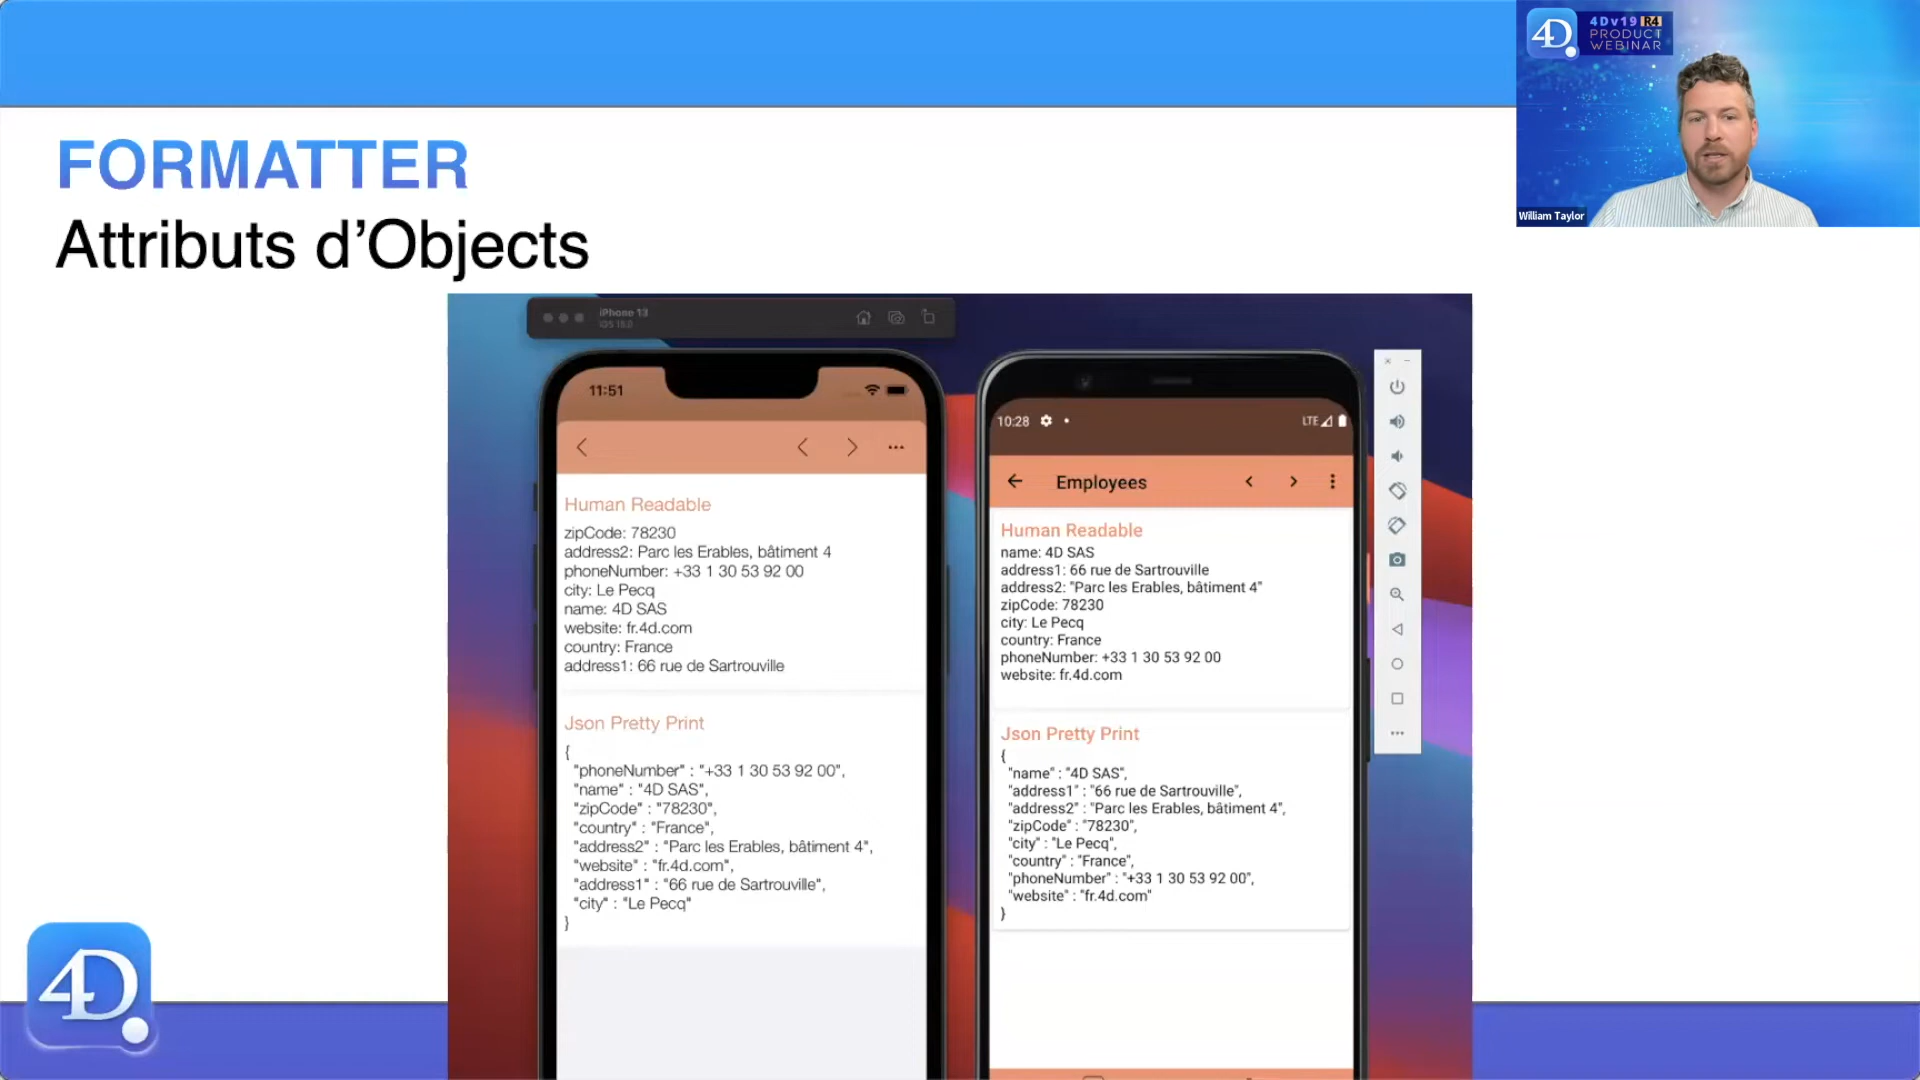 4D
4Dv19 R4
PRODUCT
WEBINAR
William Taylor
FORMATTER
Attributs d’Objects
iPhone 13
iOS 15.0
11:51
Human Readable
zipCode: 78230
address2: Parc les Erables, bâtiment 4
phoneNumber: +33 1 30 53 92 00
city: Le Pecq
name: 4D SAS
website: fr.4d.com
country: France
address1: 66 rue de Sartrouville
Json Pretty Print
{
"phoneNumber" : "+33 1 30 53 92 00",
"name" : "4D SAS",
"zipCode" : "78230",
"country" : "France",
"address2" : "Parc les Erables, bâtiment 4",
"website" : "fr.4d.com",
"address1" : "66 rue de Sartrouville",
"city" : "Le Pecq"
}
10:28
LTE
Employees
Human Readable
name: 4D SAS
address1: 66 rue de Sartrouville
address2: "Parc les Erables, bâtiment 4"
zipCode: 78230
city: Le Pecq
country: France
phoneNumber: +33 1 30 53 92 00
website: fr.4d.com
Json Pretty Print
{
"name" : "4D SAS",
"address1" : "66 rue de Sartrouville",
"address2" : "Parc les Erables, bâtiment 4",
"zipCode" : "78230",
"city" : "Le Pecq",
"country" : "France",
"phoneNumber" : "+33 1 30 53 92 00",
"website" : "fr.4d.com"
}
4D